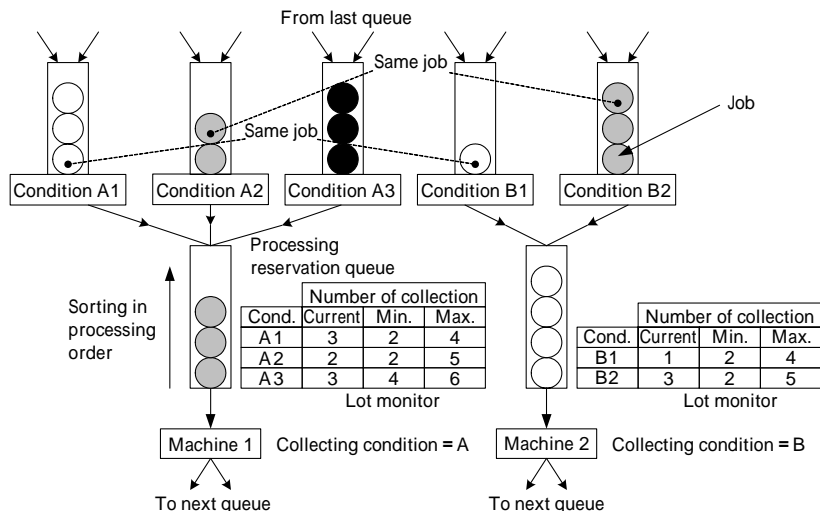 From last queue
Same job
Job
Same job
Condition A1
Condition A2
Condition A3
Condition B1
Condition B2
Processing
reservation queue
Sorting in
processing
order
Number of collection
Cond. Current Min. Max.
A1 3 2 4
A2 2 2 5
A3 3 4 6
Lot monitor
Number of collection
Cond. Current Min. Max.
B1 1 2 4
B2 3 2 5
Lot monitor
Machine 1
Collecting condition = A
Machine 2
Collecting condition = B
To next queue
To next queue